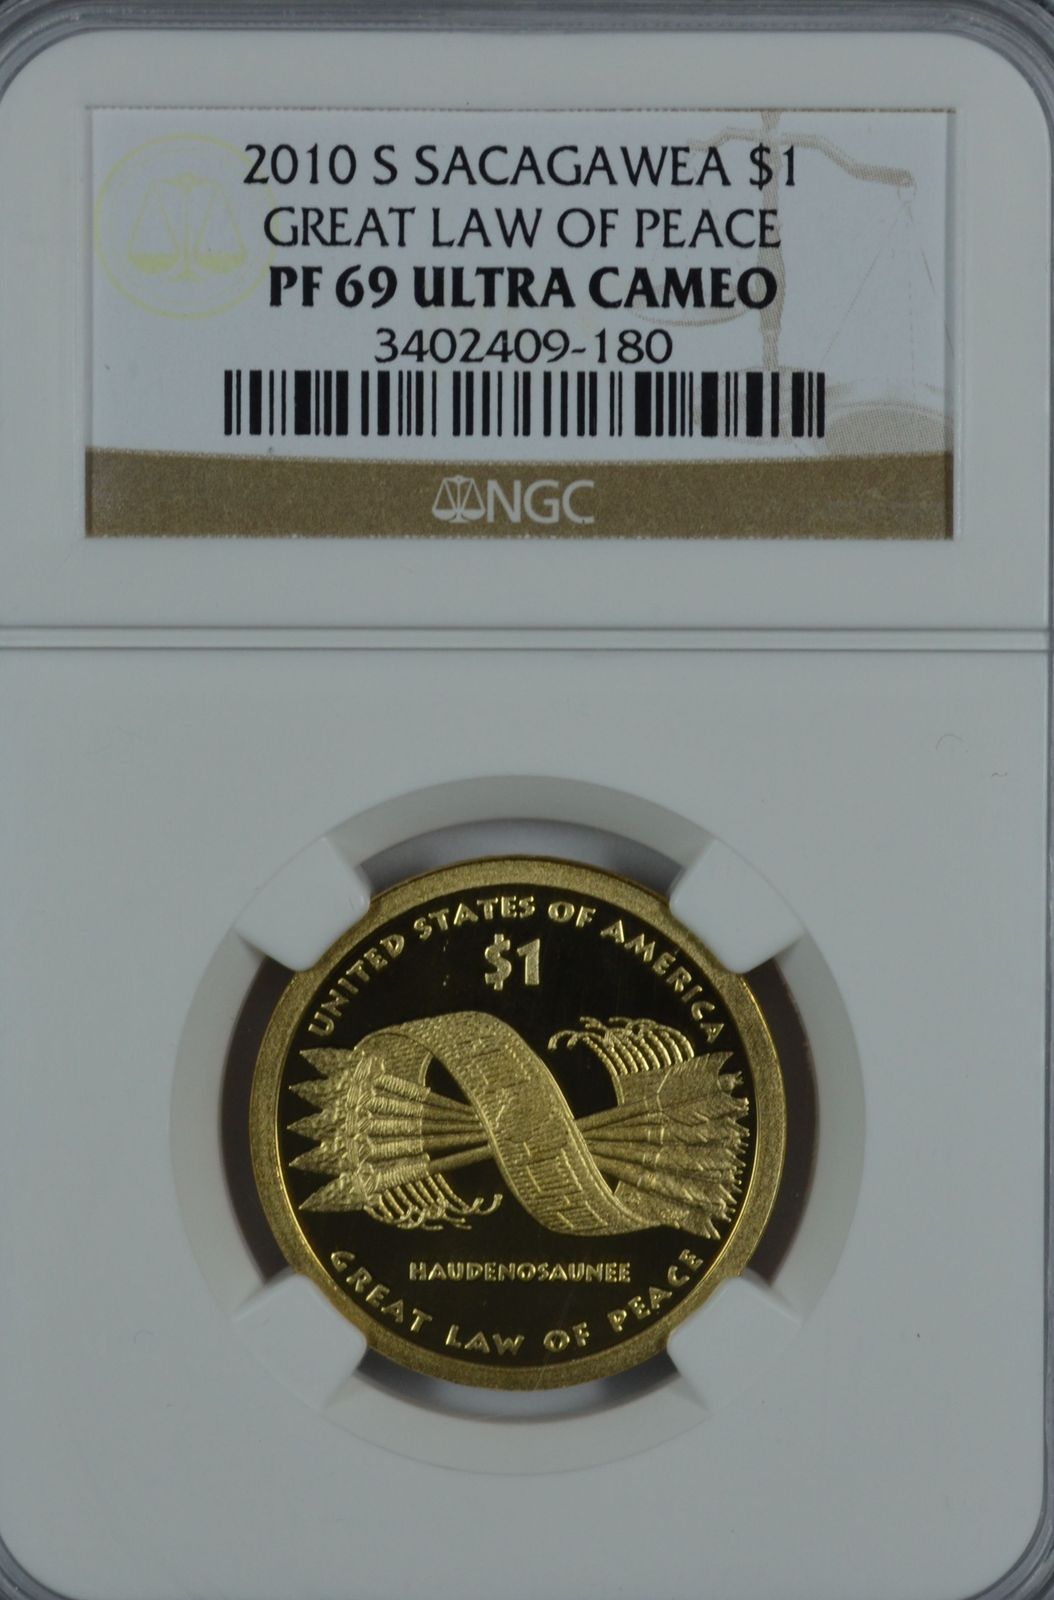 2010 S SACAGAWEA $1
GREAT LAW OF PEACE
PF 69 ULTRA CAMEO
3402409-180
NGC
UNITED STATES OF AMERICA
$1
HAUDENOSAUNEE
GREAT LAW OF PEACE